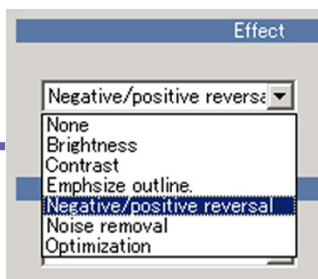 Effect
Negative/positive reversa
None
Brightness
Contrast
Emphsize outline.
Negative/positive reversal
Noise removal
Optimization